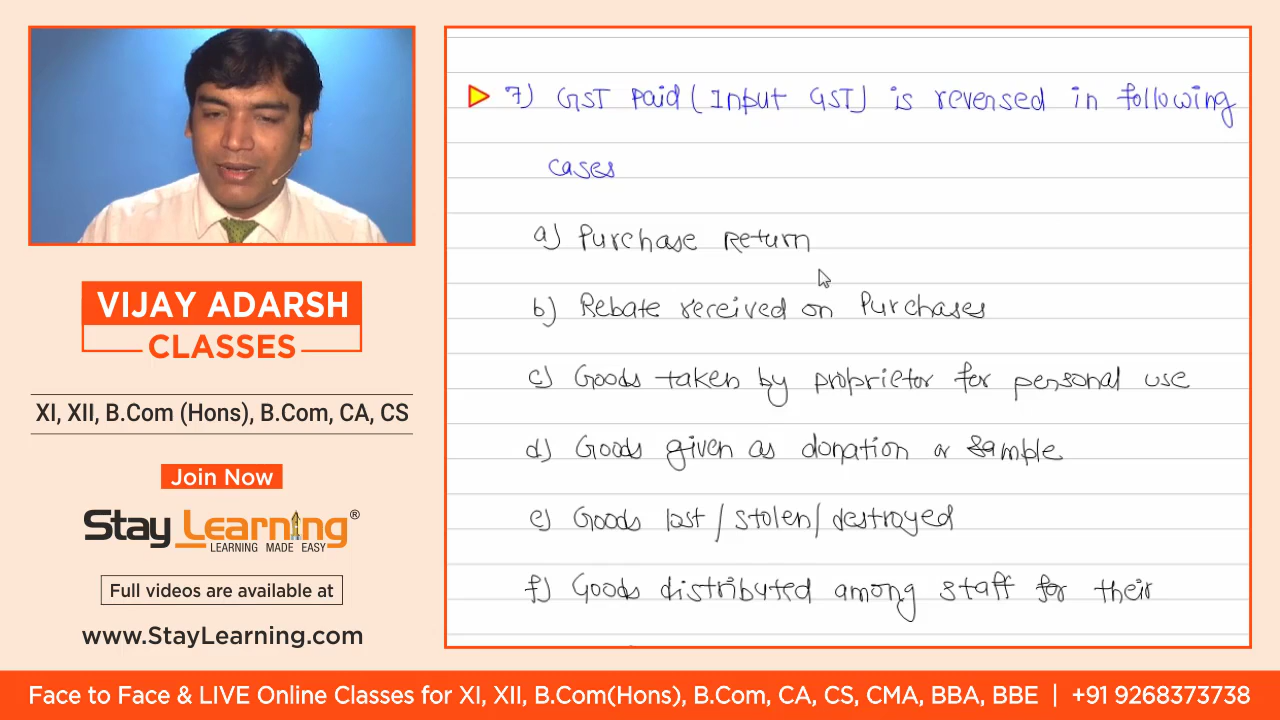 VIJAY ADARSH
CLASSES
XI, XII, B.Com (Hons), B.Com, CA, CS
Join Now
Stay Learning®
LEARNING MADE EASY
Full videos are available at
www.StayLearning.com
7) GST Paid (Input GST) is reversed in following
cases
a) Purchase Return
b) Rebate received on Purchases
c) Goods taken by proprietor for personal use
d) Goods given as donation or sample
e) Goods lost / stolen / destroyed
f) Goods distributed among staff for their
Face to Face & LIVE Online Classes for XI, XII, B.Com(Hons), B.Com, CA, CS, CMA, BBA, BBE | +91 9268373738